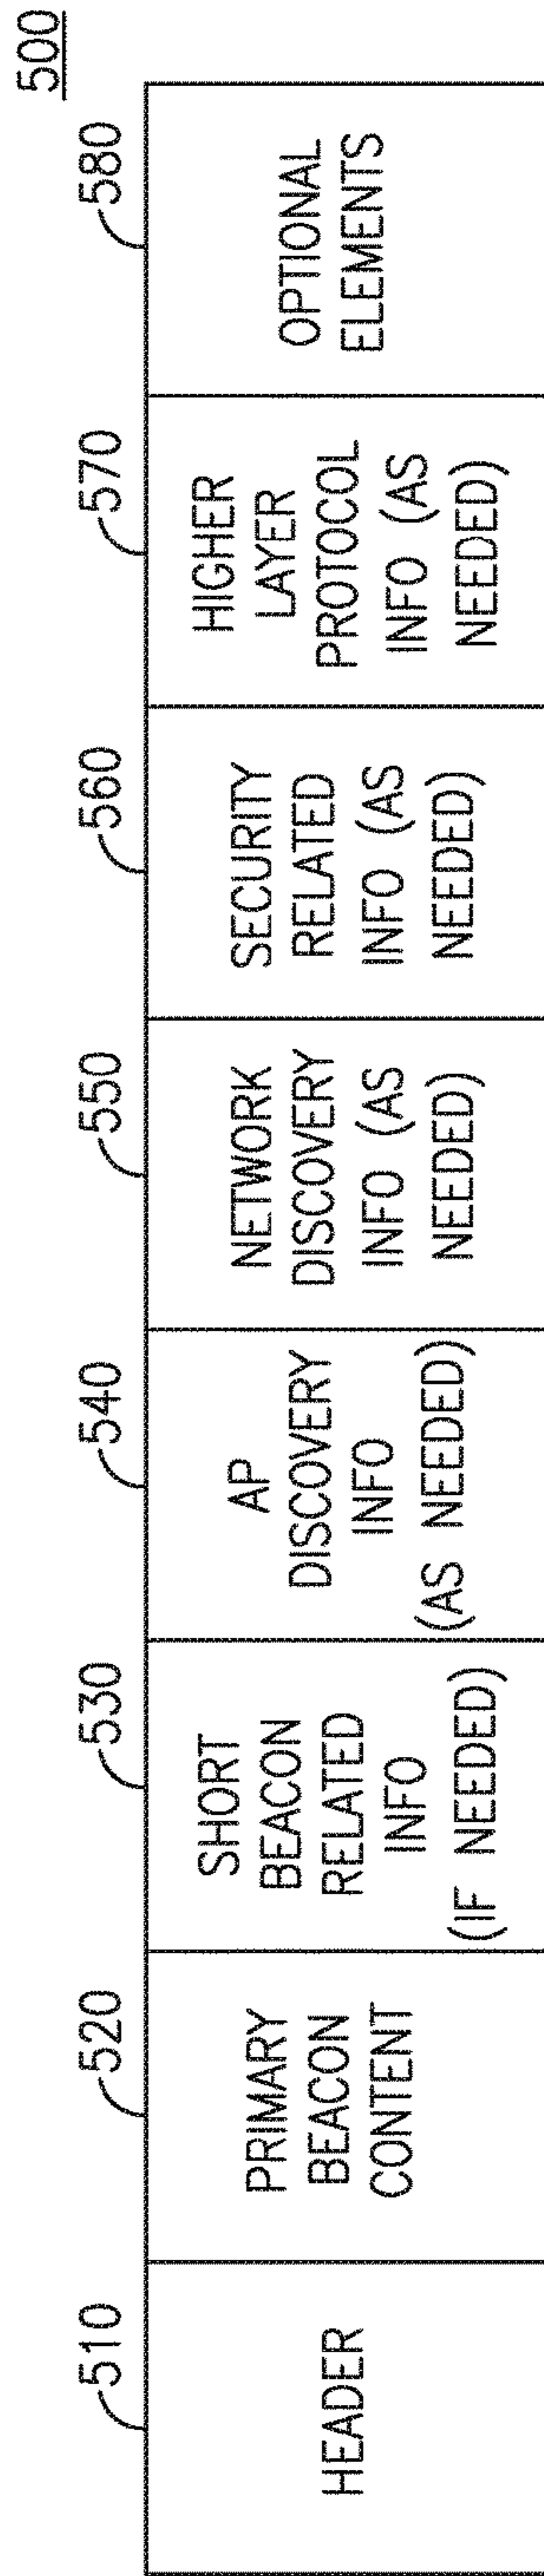 500
510
520
530
540
550
560
570
580
HEADER
PRIMARY
BEACON
CONTENT
SHORT
BEACON
RELATED
INFO
(IF NEEDED)
AP
DISCOVERY
INFO
(AS NEEDED)
NETWORK
DISCOVERY
INFO (AS
NEEDED)
SECURITY
RELATED
INFO (AS
NEEDED)
HIGHER
LAYER
PROTOCOL
INFO (AS
NEEDED)
OPTIONAL
ELEMENTS